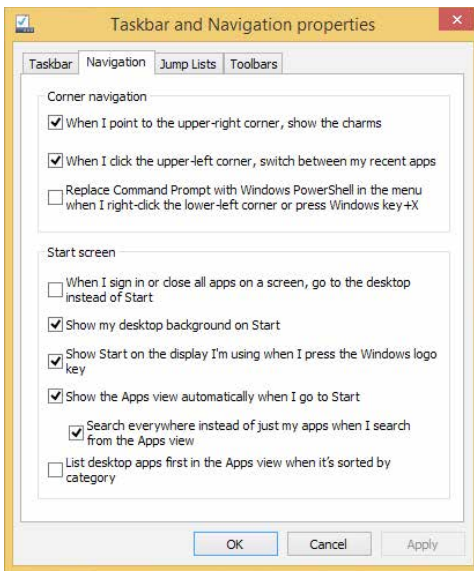 Taskbar and Navigation properties
Taskbar Navigation Jump Lists Toolbars
Corner navigation
When I point to the upper-right corner, show the charms
When I click the upper-left corner, switch between my recent apps
Replace Command Prompt with Windows PowerShell in the menu
when I right-click the lower-left corner or press Windows key+X
Start screen
When I sign in or close all apps on a screen, go to the desktop
instead of Start
Show my desktop background on Start
Show Start on the display I'm using when I press the Windows logo
key
Show the Apps view automatically when I go to Start
Search everywhere instead of just my apps when I search
from the Apps view
List desktop apps first in the Apps view when it's sorted by
category
OK Cancel Apply